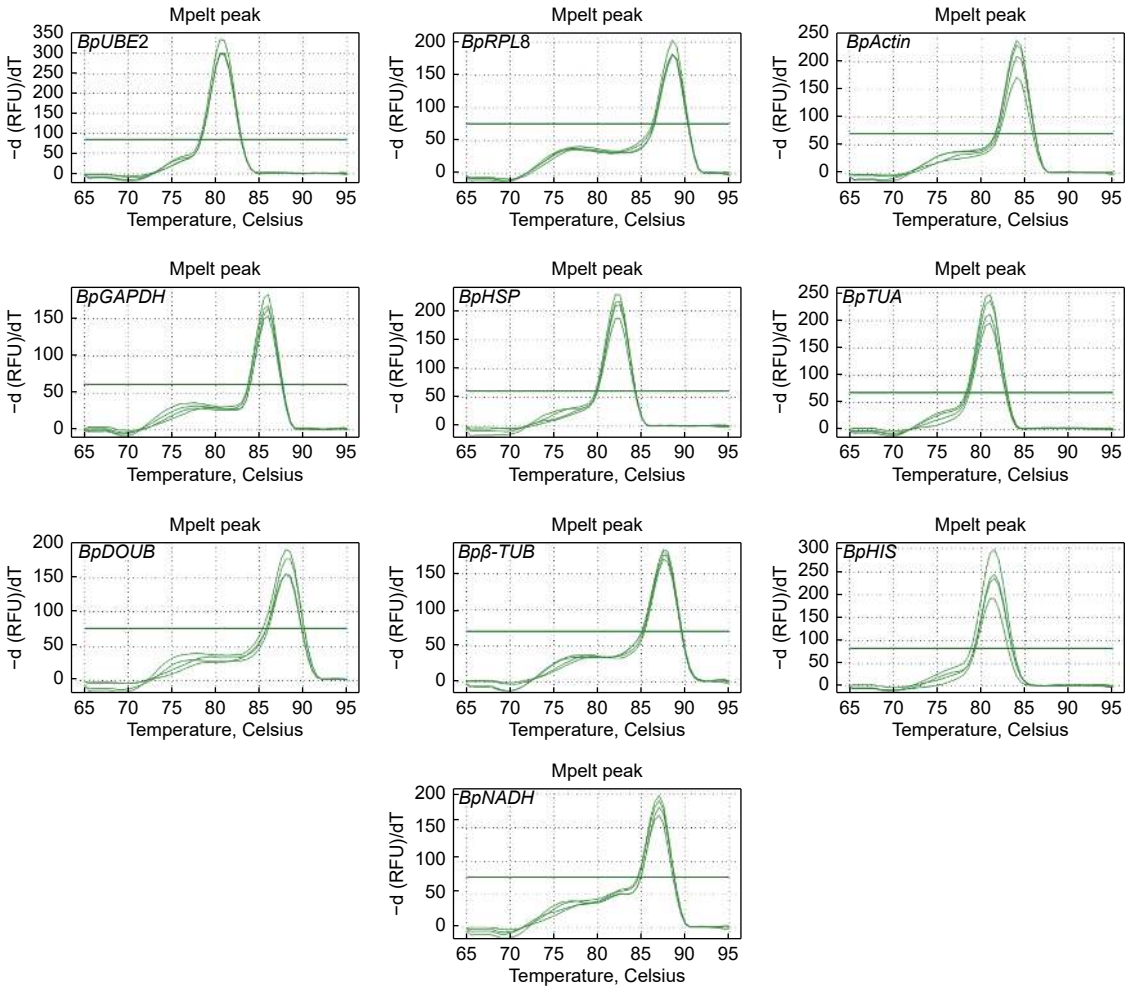 Mpelt peak
BpUBE2
350
300
250
200
150
100
50
0
−d (RFU)/dT
65 70 75 80 85 90 95
Temperature, Celsius
Mpelt peak
BpRPL8
200
150
100
50
0
−d (RFU)/dT
65 70 75 80 85 90 95
Temperature, Celsius
Mpelt peak
BpActin
250
200
150
100
50
0
−d (RFU)/dT
65 70 75 80 85 90 95
Temperature, Celsius
Mpelt peak
BpGAPDH
150
100
50
0
−d (RFU)/dT
65 70 75 80 85 90 95
Temperature, Celsius
Mpelt peak
BpHSP
200
150
100
50
0
−d (RFU)/dT
65 70 75 80 85 90 95
Temperature, Celsius
Mpelt peak
BpTUA
250
200
150
100
50
0
−d (RFU)/dT
65 70 75 80 85 90 95
Temperature, Celsius
Mpelt peak
BpDOUB
200
150
100
50
0
−d (RFU)/dT
65 70 75 80 85 90 95
Temperature, Celsius
Mpelt peak
Bpβ-TUB
150
100
50
0
−d (RFU)/dT
65 70 75 80 85 90 95
Temperature, Celsius
Mpelt peak
BpHIS
300
250
200
150
100
50
0
−d (RFU)/dT
65 70 75 80 85 90 95
Temperature, Celsius
Mpelt peak
BpNADH
200
150
100
50
0
−d (RFU)/dT
65 70 75 80 85 90 95
Temperature, Celsius